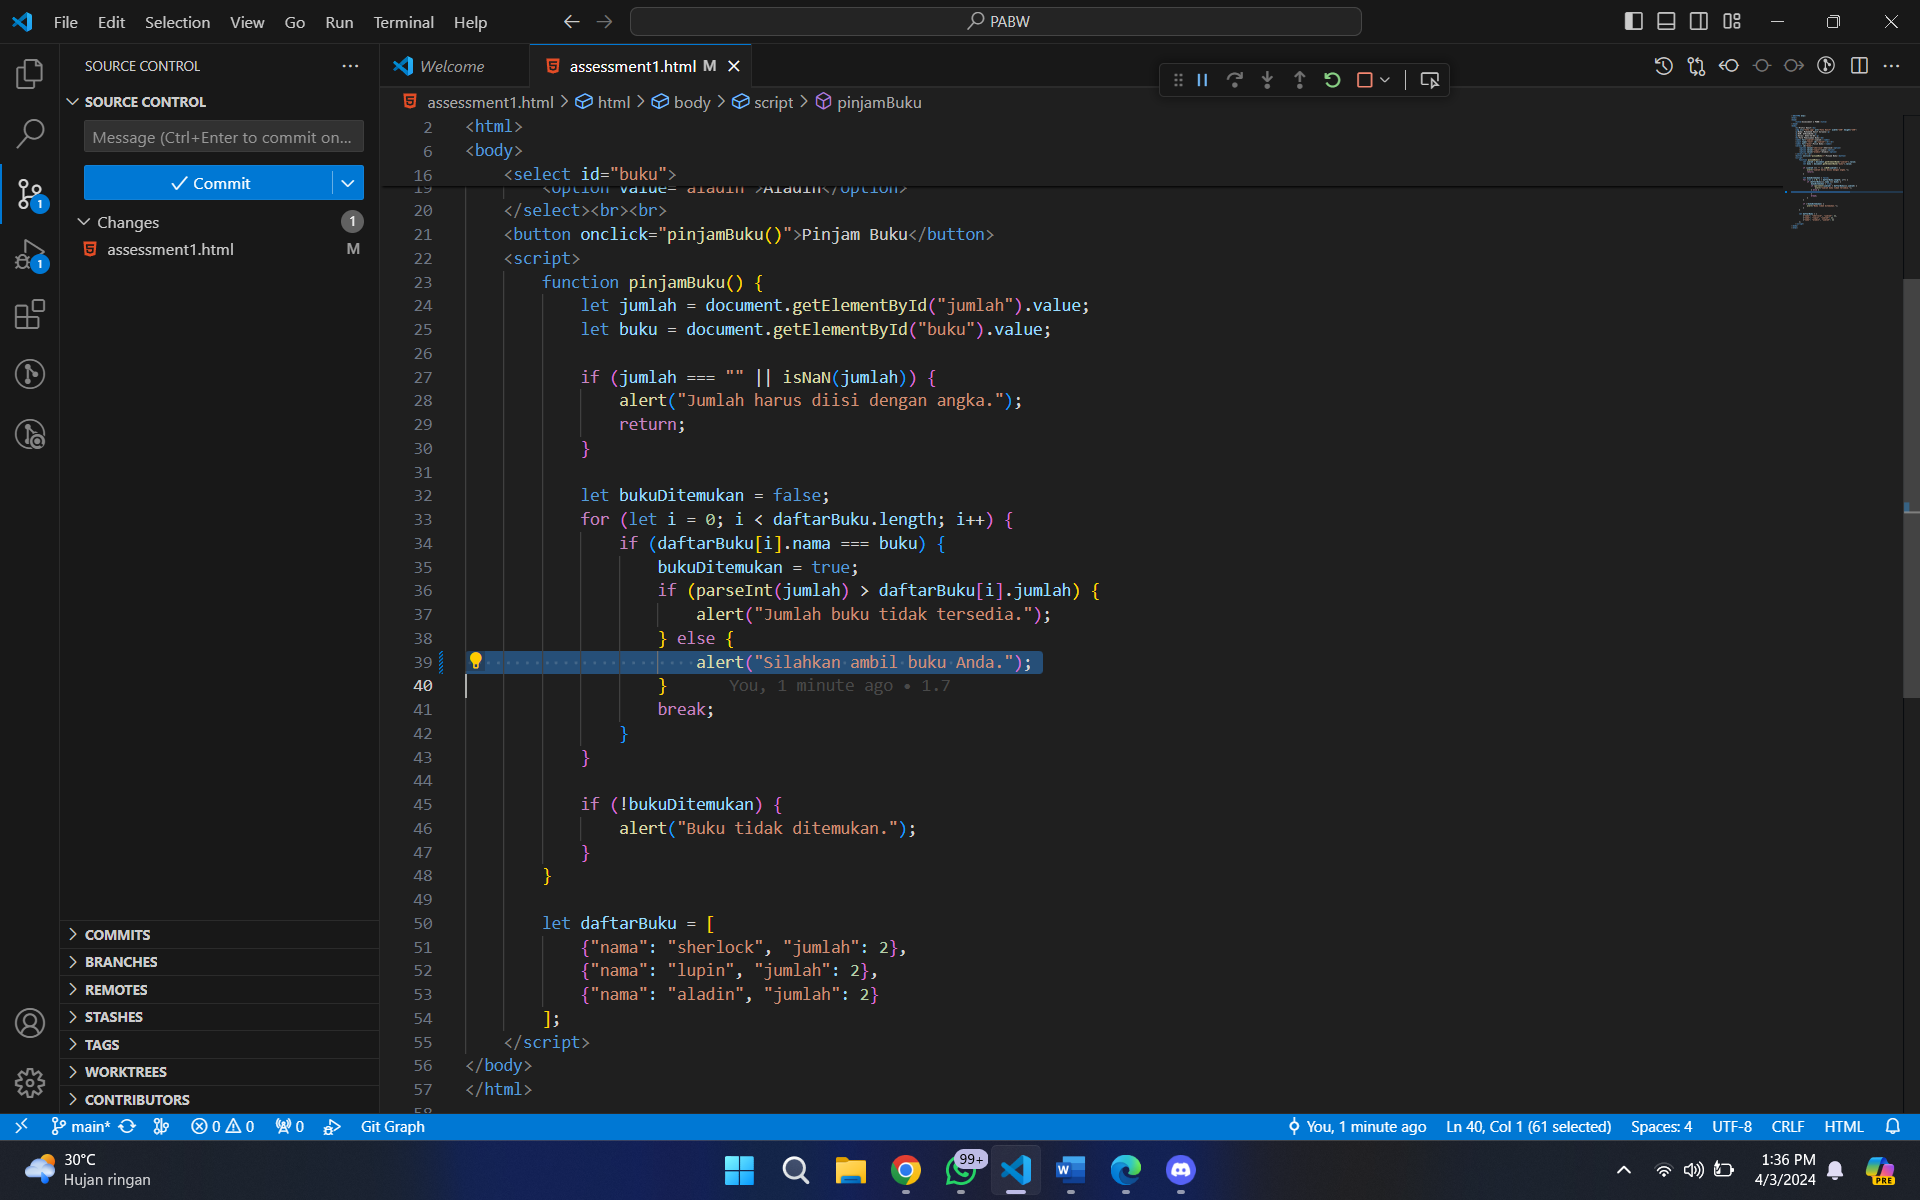 File Edit Selection View Go Run Terminal Help
PABW
SOURCE CONTROL
SOURCE CONTROL
Message (Ctrl+Enter to commit on...
Commit
Changes 1
assessment1.html M
COMMITS
BRANCHES
REMOTES
STASHES
TAGS
WORKTREES
CONTRIBUTORS
1
1
Welcome
assessment1.html M
assessment1.html > html > body > script > pinjamBuku
2 <html>
6 <body>
16 <select id="buku">
19 <option value="aladin">Aladin</option>
20 </select><br><br>
21 <button onclick="pinjamBuku()">Pinjam Buku</button>
22 <script>
23 function pinjamBuku() {
24 let jumlah = document.getElementById("jumlah").value;
25 let buku = document.getElementById("buku").value;
26
27 if (jumlah === "" || isNaN(jumlah)) {
28 alert("Jumlah harus diisi dengan angka.");
29 return;
30 }
31
32 let bukuDitemukan = false;
33 for (let i = 0; i < daftarBuku.length; i++) {
34 if (daftarBuku[i].nama === buku) {
35 bukuDitemukan = true;
36 if (parseInt(jumlah) > daftarBuku[i].jumlah) {
37 alert("Jumlah buku tidak tersedia.");
38 } else {
39 alert("Silahkan ambil buku Anda.");
40 } You, 1 minute ago • 1.7
41 break;
42 }
43 }
44
45 if (!bukuDitemukan) {
46 alert("Buku tidak ditemukan.");
47 }
48 }
49
50 let daftarBuku = [
51 {"nama": "sherlock", "jumlah": 2},
52 {"nama": "lupin", "jumlah": 2},
53 {"nama": "aladin", "jumlah": 2}
54 ];
55 </script>
56 </body>
57 </html>
58
main* 0 0 0 Git Graph
You, 1 minute ago Ln 40, Col 1 (61 selected) Spaces: 4 UTF-8 CRLF HTML
30°C
Hujan ringan
99+
1:36 PM
4/3/2024
PRE